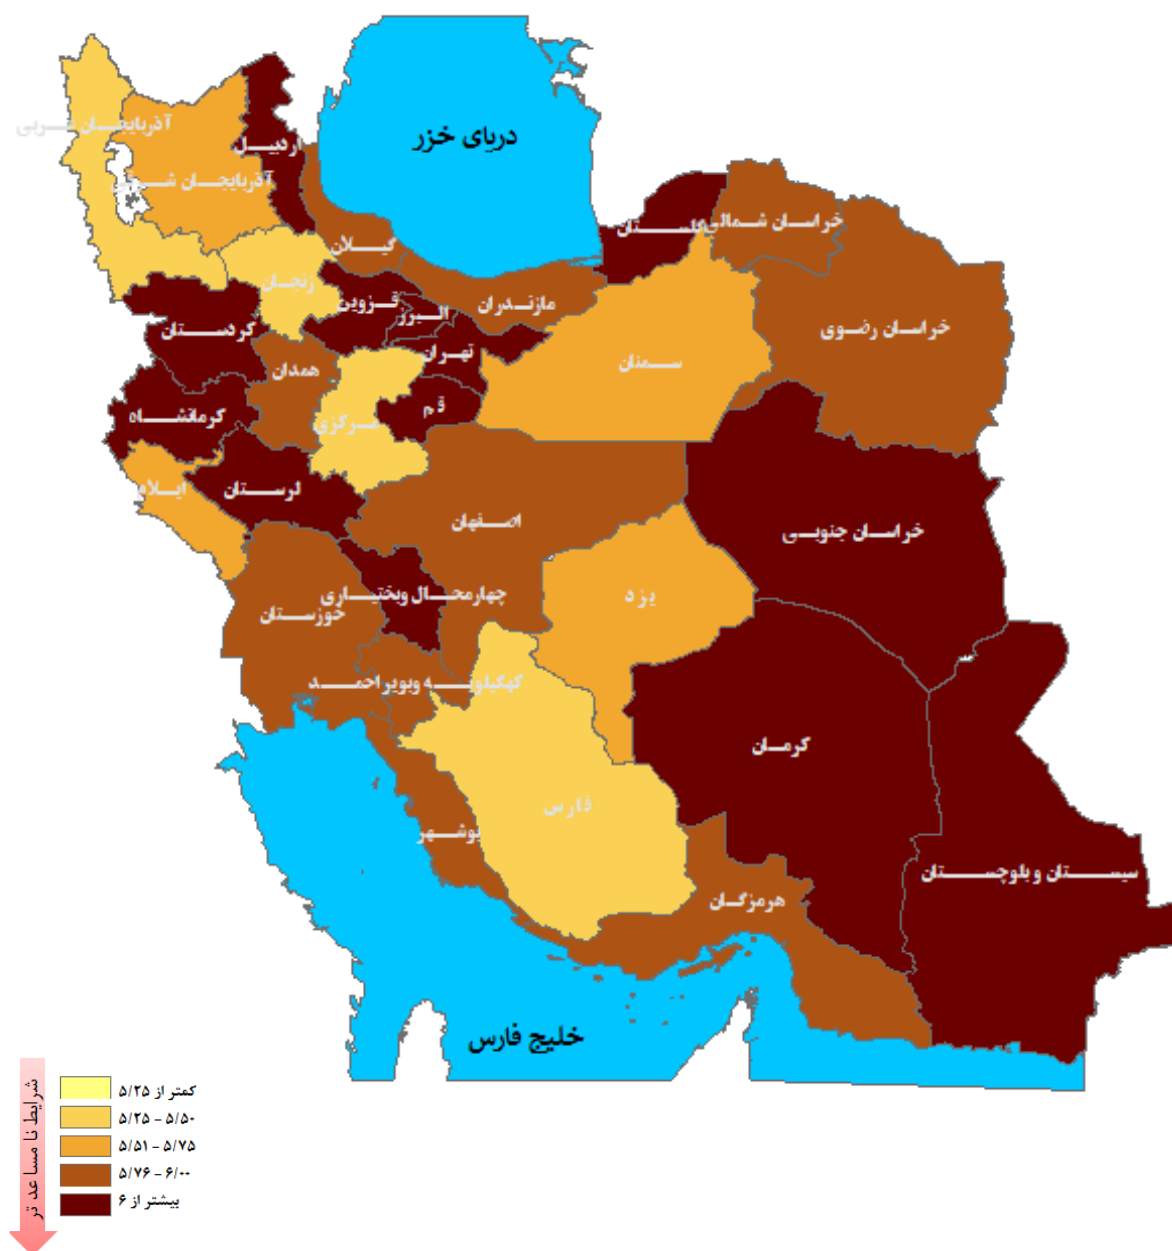 دریای خزر
آذربایجان غربی
اردبیل
آذربایجان شرقی
گیلان
گلستان
خراسان شمالی
زنجان
قزوین
البرز
مازندران
خراسان رضوی
کردستان
تهران
سمنان
همدان
کرمانشاه
مرکزی
قم
ایلام
لرستان
اصفهان
خراسان جنوبی
چهارمحال وبختیاری
یزد
خوزستان
کهکیلویه وبویر احمد
کرمان
فارس
بوشهر
سیستان و بلوچستان
هرمزگان
خلیج فارس
شرایط نا مساعد تر
کمتر از ۵/۲۵
۵/۲۵ - ۵/۵۰
۵/۵۱ - ۵/۷۵
۵/۷۶ - ۶/۰۰
بیشتر از ۶